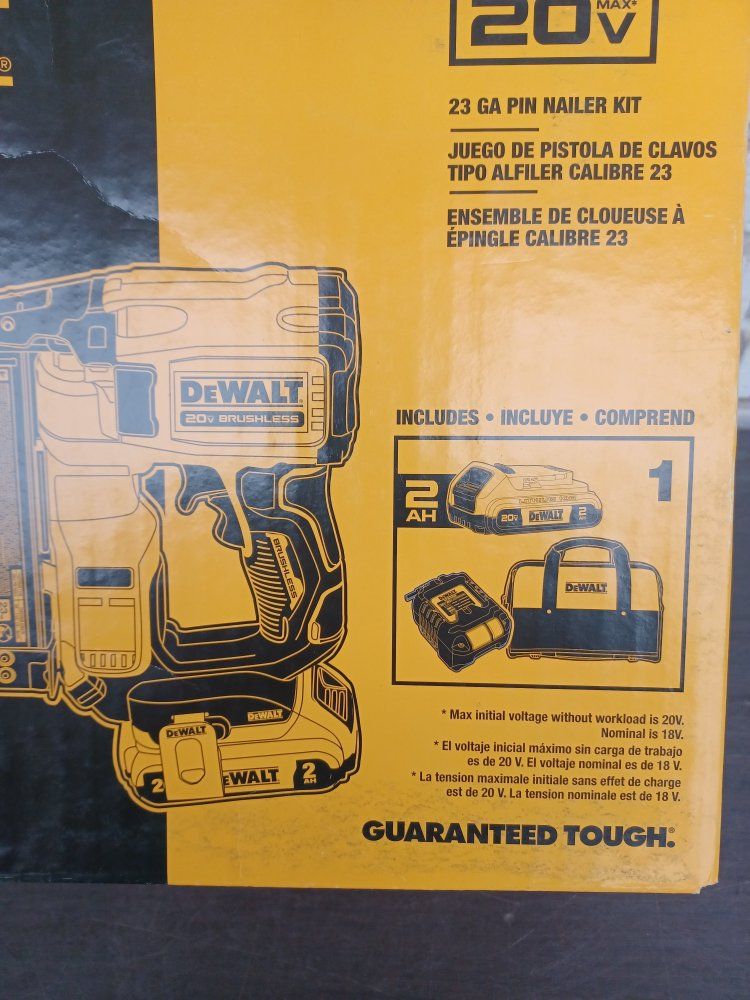 ®
20V MAX*
23 GA PIN NAILER KIT
JUEGO DE PISTOLA DE CLAVOS
TIPO ALFILER CALIBRE 23
ENSEMBLE DE CLOUEUSE À
ÉPINGLE CALIBRE 23
DEWALT
20V BRUSHLESS
BRUSHLESS
INCLUDES • INCLUYE • COMPREND
2
AH
1
LITHIUM ION
20V DEWALT 2
DEWALT
DEWALT
DEWALT
DEWALT
2 EWALT 2
AH
* Max initial voltage without workload is 20V.
Nominal is 18V.
* El voltaje inicial máximo sin carga de trabajo
es de 20 V. El voltaje nominal es de 18 V.
* La tension maximale initiale sans effet de charge
est de 20 V. La tension nominale est de 18 V.
GUARANTEED TOUGH.®